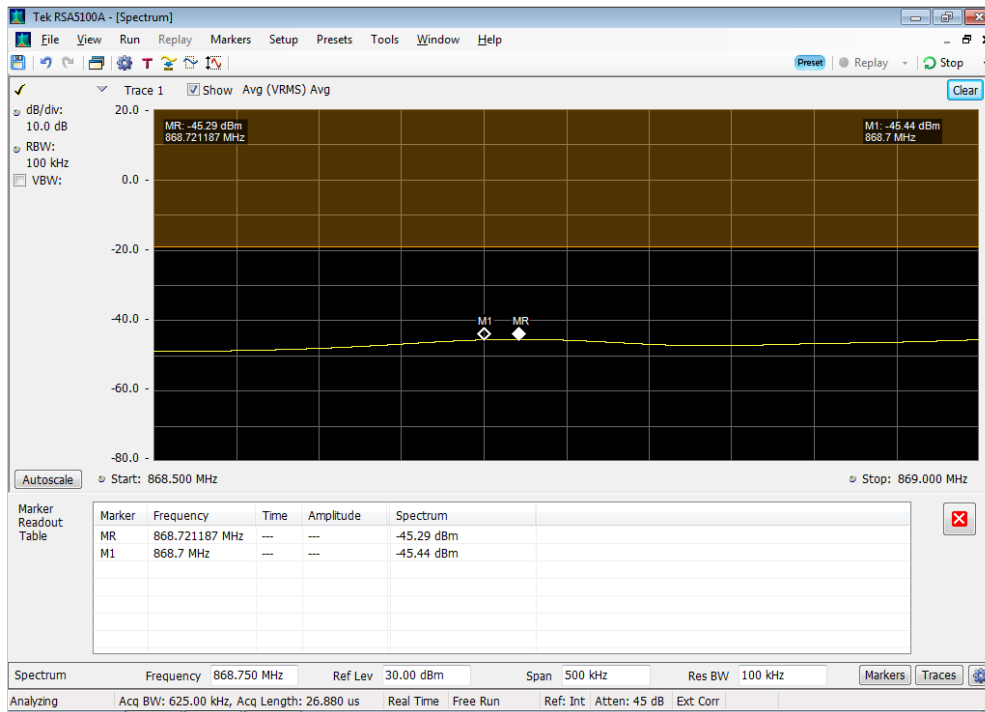 Tek RSA5100A - [Spectrum]
File View Run Replay Markers Setup Presets Tools Window Help
T Preset Replay Stop
Trace 1 Show Avg (VRMS) Avg Clear
dB/div:
10.0 dB
RBW:
100 kHz
VBW:
20.0
0.0
-20.0
-40.0
-60.0
-80.0
MR: -45.29 dBm
868.721187 MHz
M1: -45.44 dBm
868.7 MHz
M1 MR
Autoscale Start: 868.500 MHz Stop: 869.000 MHz
Marker
Readout
Table
Marker Frequency Time Amplitude Spectrum
MR 868.721187 MHz --- --- -45.29 dBm
M1 868.7 MHz --- --- -45.44 dBm
Spectrum Frequency 868.750 MHz Ref Lev 30.00 dBm Span 500 kHz Res BW 100 kHz Markers Traces
Analyzing Acq BW: 625.00 kHz, Acq Length: 26.880 us Real Time Free Run Ref: Int Atten: 45 dB Ext Corr